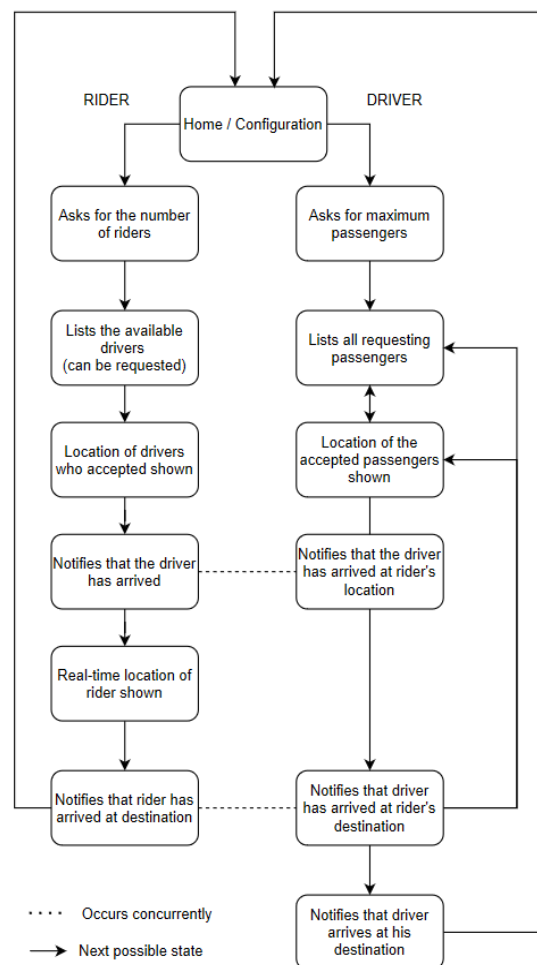 RIDER
DRIVER
Home / Configuration
Asks for the number
of riders
Asks for maximum
passengers
Lists the available
drivers
(can be requested)
Lists all requesting
passengers
Location of drivers
who accepted shown
Location of the
accepted passengers
shown
Notifies that the driver
has arrived
Notifies that the driver
has arrived at rider's
location
Real-time location of
rider shown
Notifies that rider has
arrived at destination
Notifies that driver
has arrived at rider's
destination
Notifies that driver
arrives at his
destination
Occurs concurrently
Next possible state